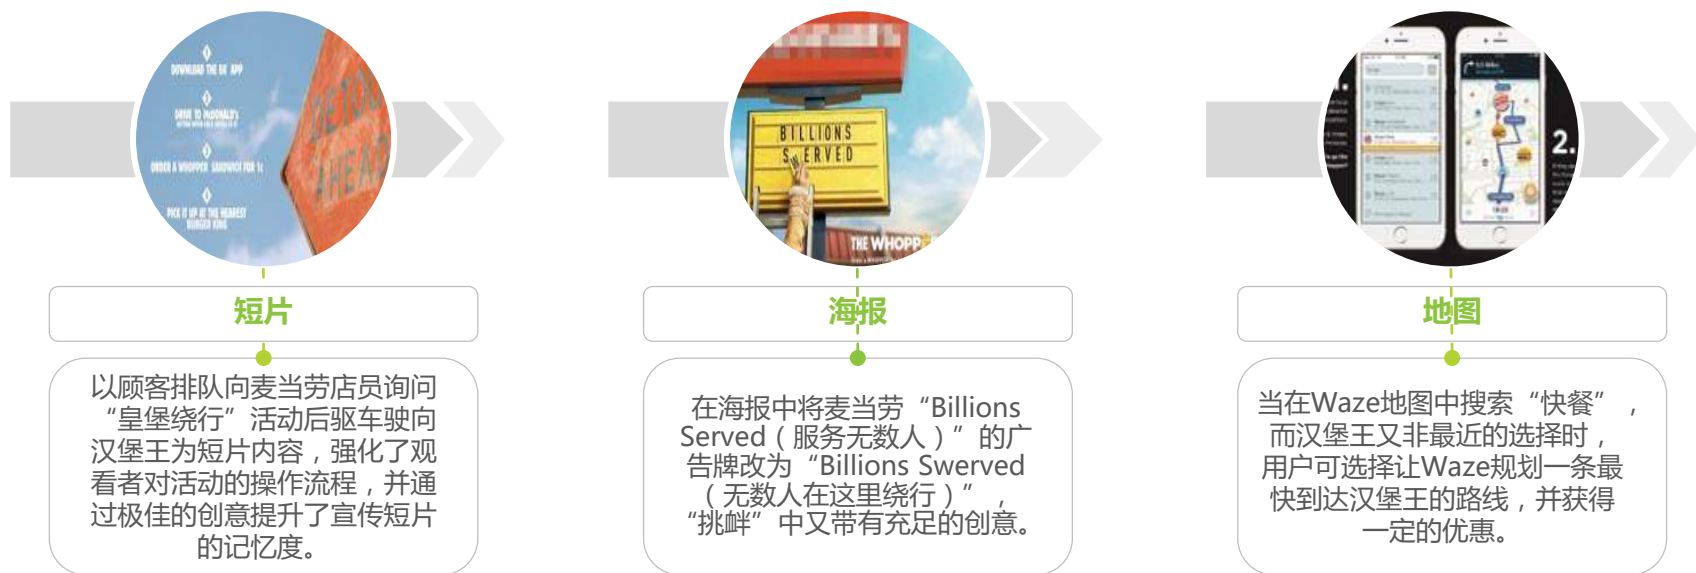 1
DOWNLOAD THE BK APP
2
DRIVE TO McDONALD's
3
ORDER A WHOPPER SANDWICH FOR 1¢
4
PICK IT UP AT THE NEAREST
BURGER KING
DETOUR
AHEAD
短片
以顾客排队向麦当劳店员询问
“皇堡绕行”活动后驱车驶向
汉堡王为短片内容，强化了观
看者对活动的操作流程，并通
过极佳的创意提升了宣传短片
的记忆度。
BILLIONS
S ERVED
THE WHOPP
海报
在海报中将麦当劳“Billions
Served（服务无数人）”的广
告牌改为“Billions Swerved
（无数人在这里绕行）”，
“挑衅”中又带有充足的创意。
2.
地图
当在Waze地图中搜索“快餐”，
而汉堡王又非最近的选择时，
用户可选择让Waze规划一条最
快到达汉堡王的路线，并获得
一定的优惠。